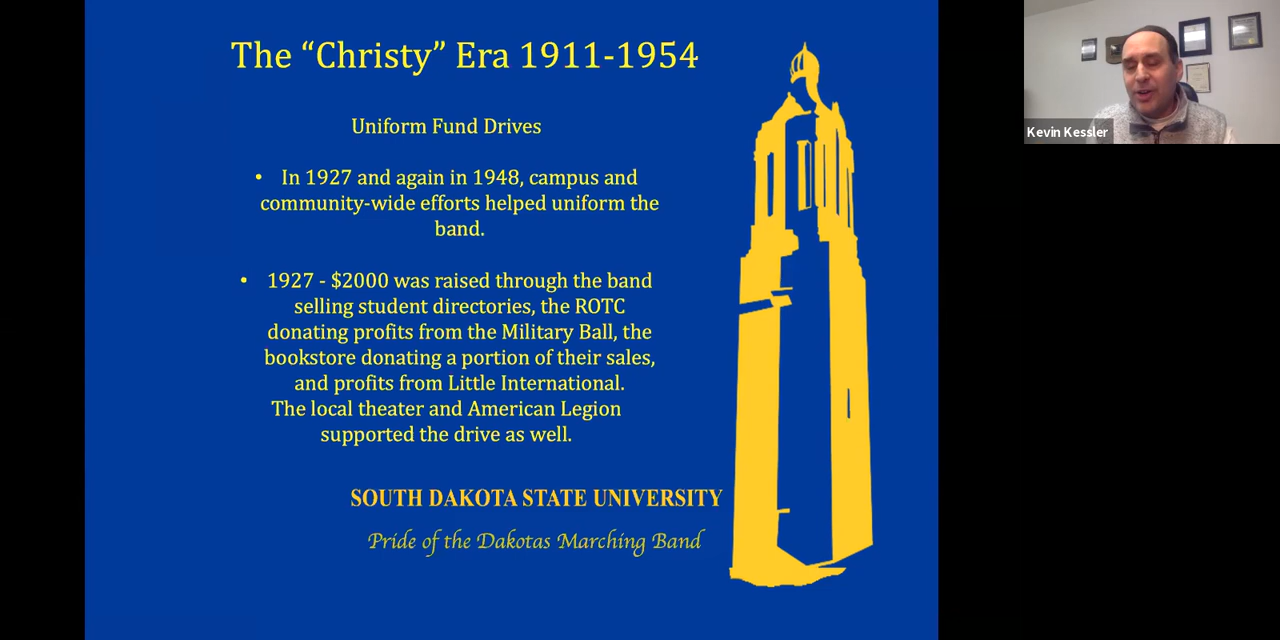 The “Christy” Era 1911-1954
Uniform Fund Drives
• In 1927 and again in 1948, campus and
community-wide efforts helped uniform the
band.
• 1927 - $2000 was raised through the band
selling student directories, the ROTC
donating profits from the Military Ball, the
bookstore donating a portion of their sales,
and profits from Little International.
The local theater and American Legion
supported the drive as well.
SOUTH DAKOTA STATE UNIVERSITY
Pride of the Dakotas Marching Band
Kevin Kessler